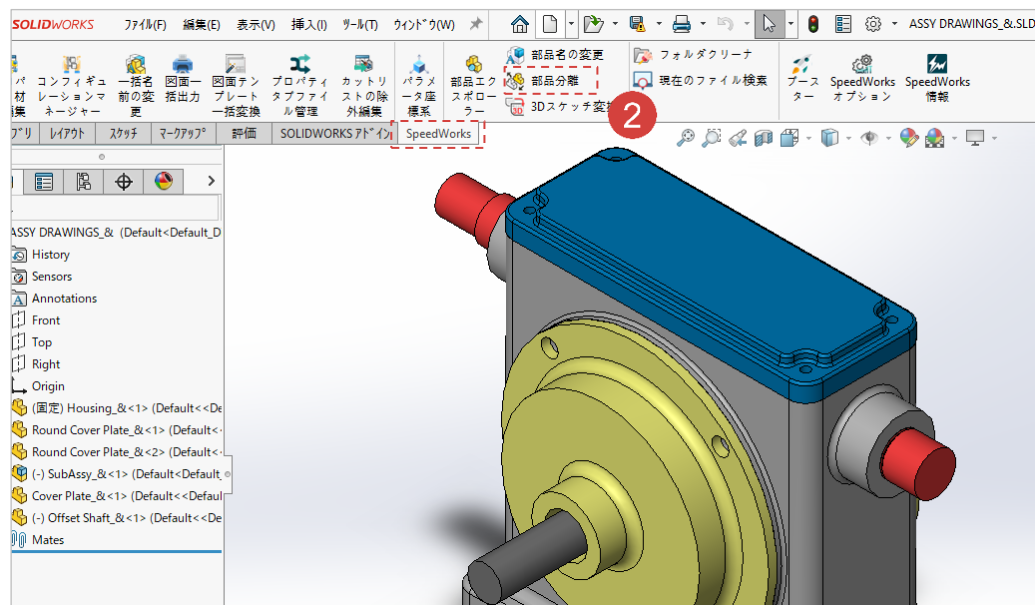 SOLIDWORKS ファイル(F) 編集(E) 表示(V) 挿入(I) ツール(T) ウィンドウ(W) ASSY DRAWINGS_&.SLD
パ コンフィギュ 一括名 図面一 図面テン プロパティ カットリ パラメ 部品エク
材 レーションマ 前の変 括出力 プレート タブファイ ストの除 ータ座 スポロー
集 ネージャー 更 一括変換 ル管理 外編集 標系 ラー
部品名の変更
部品分離
3Dスケッチ変
フォルダクリーナ
現在のファイル検索
ブース SpeedWorks SpeedWorks
ター オプション 情報
2
ブリ レイアウト スケッチ マークアップ 評価 SOLIDWORKS アドイン SpeedWorks
ASSY DRAWINGS_& (Default<Default_D
History
Sensors
Annotations
Front
Top
Right
Origin
(固定) Housing_&<1> (Default<<De
Round Cover Plate_&<1> (Default<
Round Cover Plate_&<2> (Default<
(-) SubAssy_&<1> (Default<Default_
Cover Plate_&<1> (Default<<Defaul
(-) Offset Shaft_&<1> (Default<<De
Mates